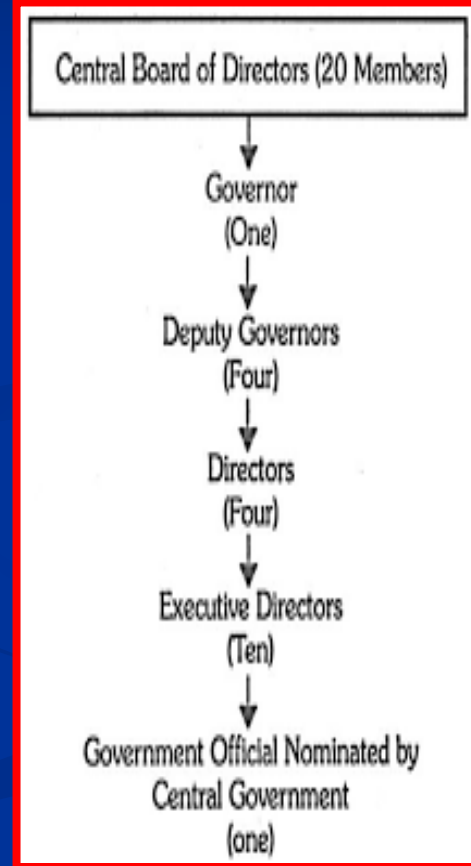 Central Board of Directors (20 Members)
Governor
(One)
Deputy Governors
(Four)
Directors
(Four)
Executive Directors
(Ten)
Government Official Nominated by
Central Government
(one)